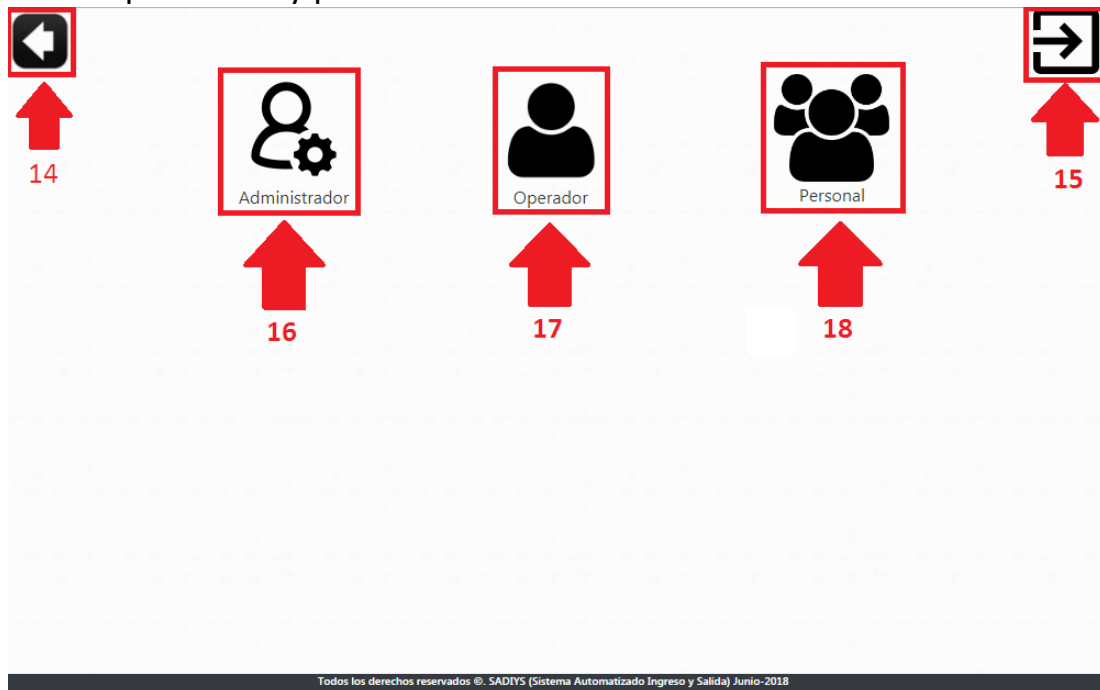 14
15
Administrador
Operador
Personal
16
17
18
Todos los derechos reservados ©. SADIYS (Sistema Automatizado Ingreso y Salida) Junio-2018